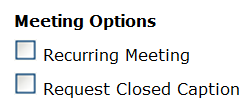 Meeting Options
Recurring Meeting
Request Closed Caption